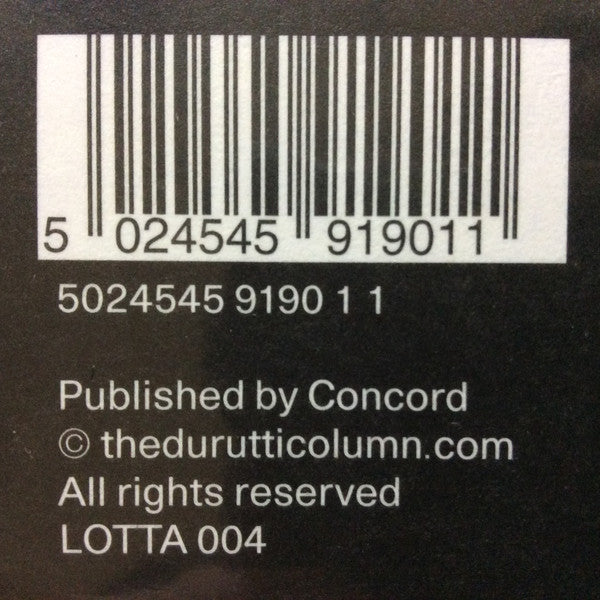 5 024545 919011
5024545 9190 1 1
Published by Concord
© thedurutticolumn.com
All rights reserved
LOTTA 004